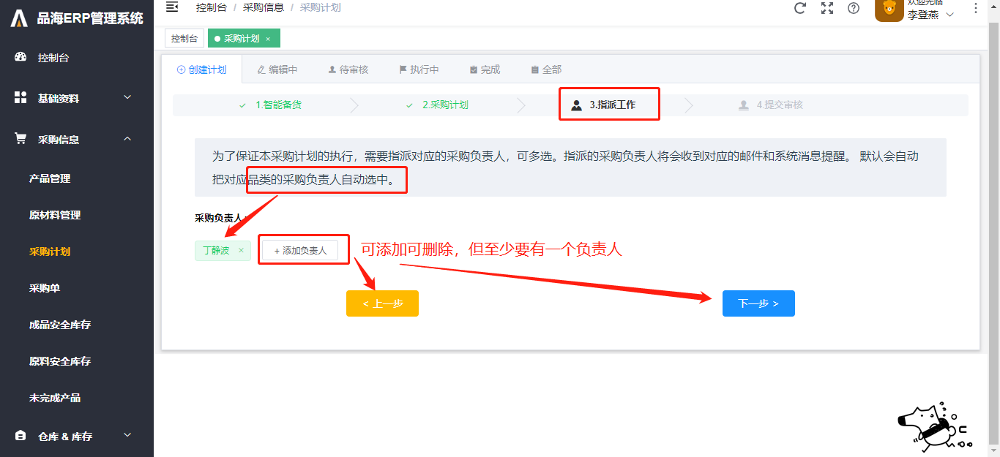 品海ERP管理系统
控制台
基础资料
采购信息
产品管理
原材料管理
采购计划
采购单
成品安全库存
原料安全库存
未完成产品
仓库 & 库存
控制台 / 采购信息 / 采购计划
欢迎光临
李登燕
控制台
采购计划 ×
创建计划
编辑中
待审核
执行中
完成
全部
1.智能备货
2.采购计划
3.指派工作
4.提交审核
为了保证本采购计划的执行，需要指派对应的采购负责人，可多选。指派的采购负责人将会收到对应的邮件和系统消息提醒。 默认会自动
把对应品类的采购负责人自动选中。
采购负责人
丁静波 ×
+ 添加负责人
可添加可删除，但至少要有一个负责人
< 上一步
下一步 >